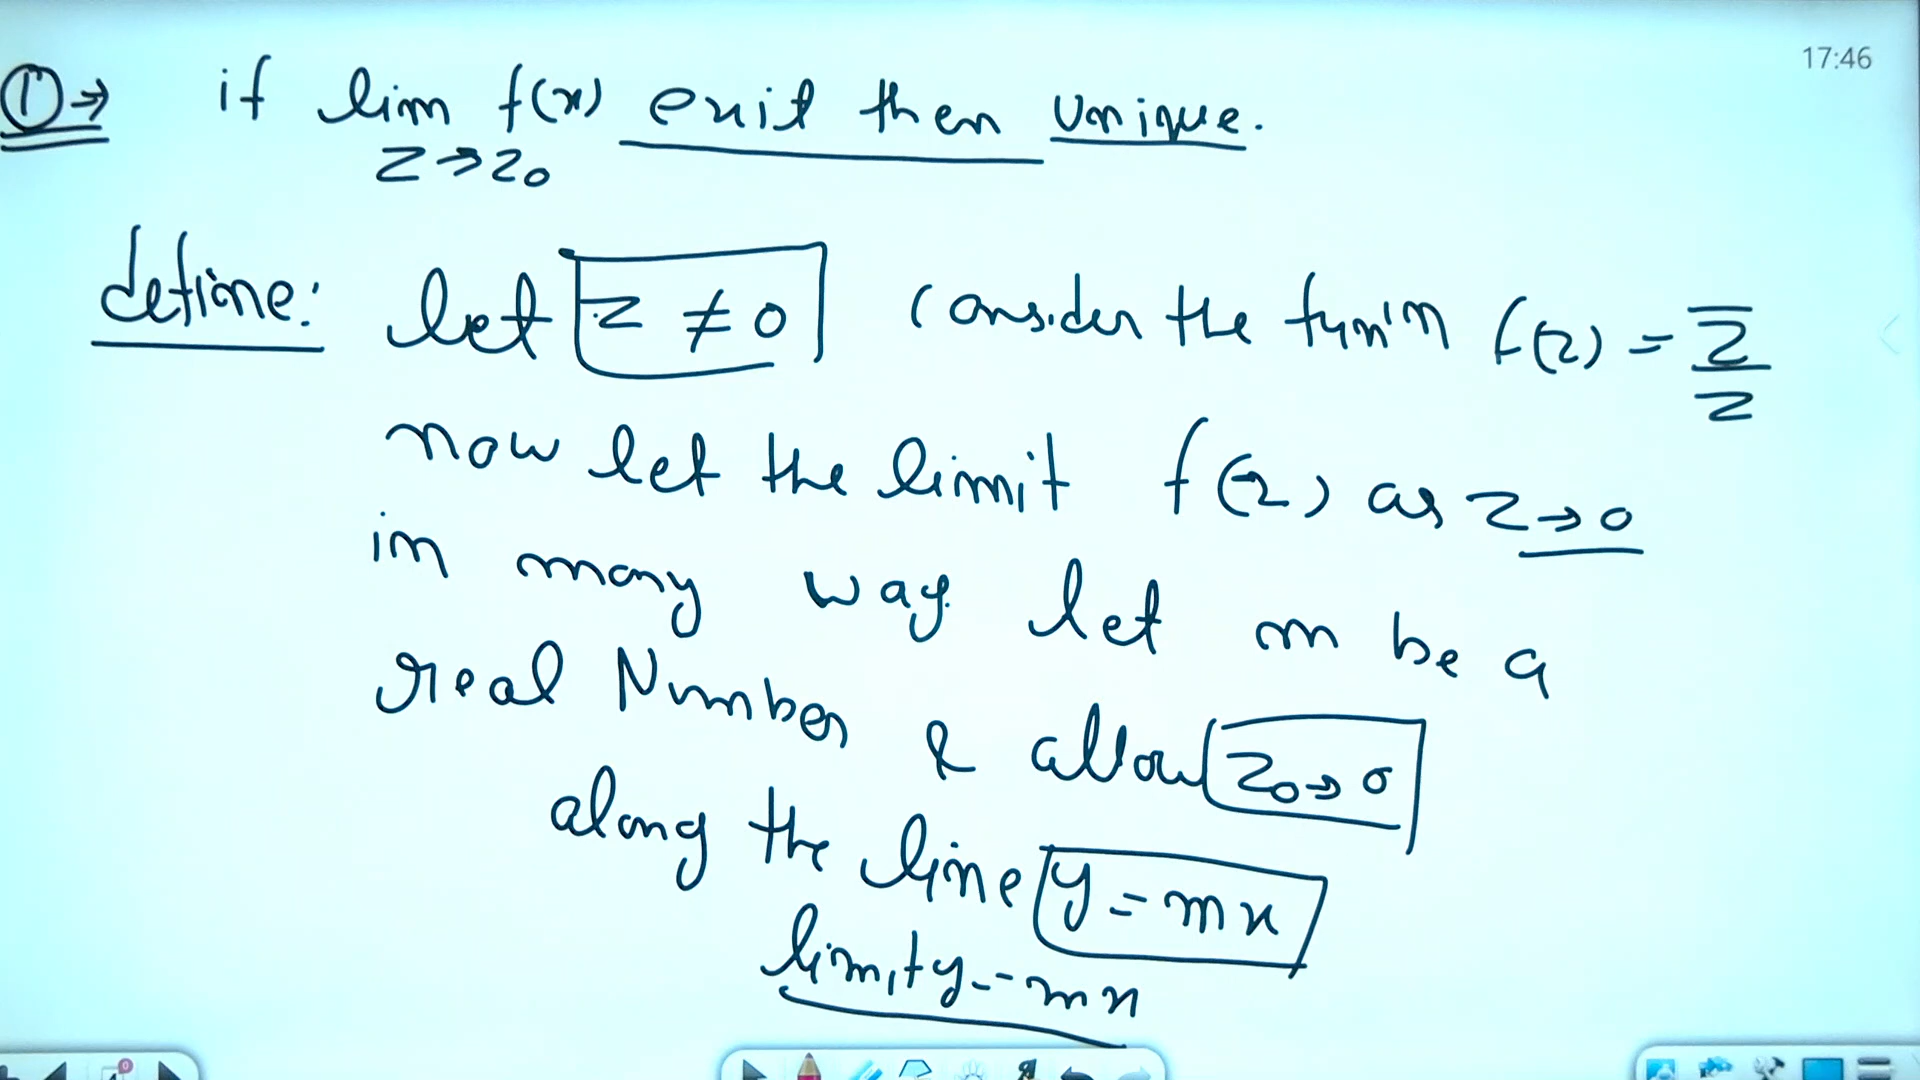 17:46
① → if lim f(x) exit then unique.
z→z₀
define: let z ≠ 0 consider the fun'n f(z) = z̅/z
now let the limit f(z) as z→0
in many way let m be a
real Number & allow z₀→0
along the line y = mx
limit y = mx